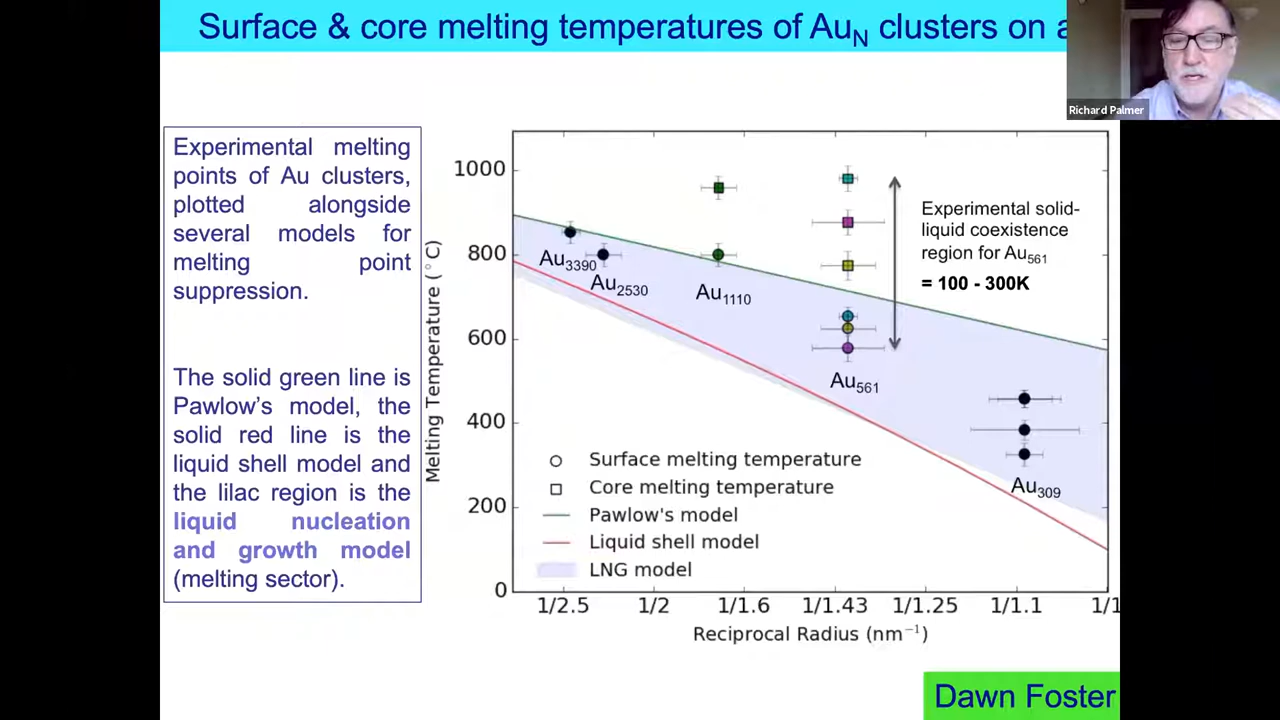 Surface & core melting temperatures of AuN clusters on a
Richard Palmer
Experimental melting
points of Au clusters,
plotted alongside
several models for
melting point
suppression.
The solid green line is
Pawlow's model, the
solid red line is the
liquid shell model and
the lilac region is the
liquid nucleation
and growth model
(melting sector).
Melting Temperature (°C)
1000
800
600
400
200
0
Au3390
Au2530
Au1110
Au561
Au309
Experimental solid-
liquid coexistence
region for Au561
= 100 - 300K
Surface melting temperature
Core melting temperature
Pawlow's model
Liquid shell model
LNG model
1/2.5 1/2 1/1.6 1/1.43 1/1.25 1/1.1 1/1
Reciprocal Radius (nm⁻¹)
Dawn Foster